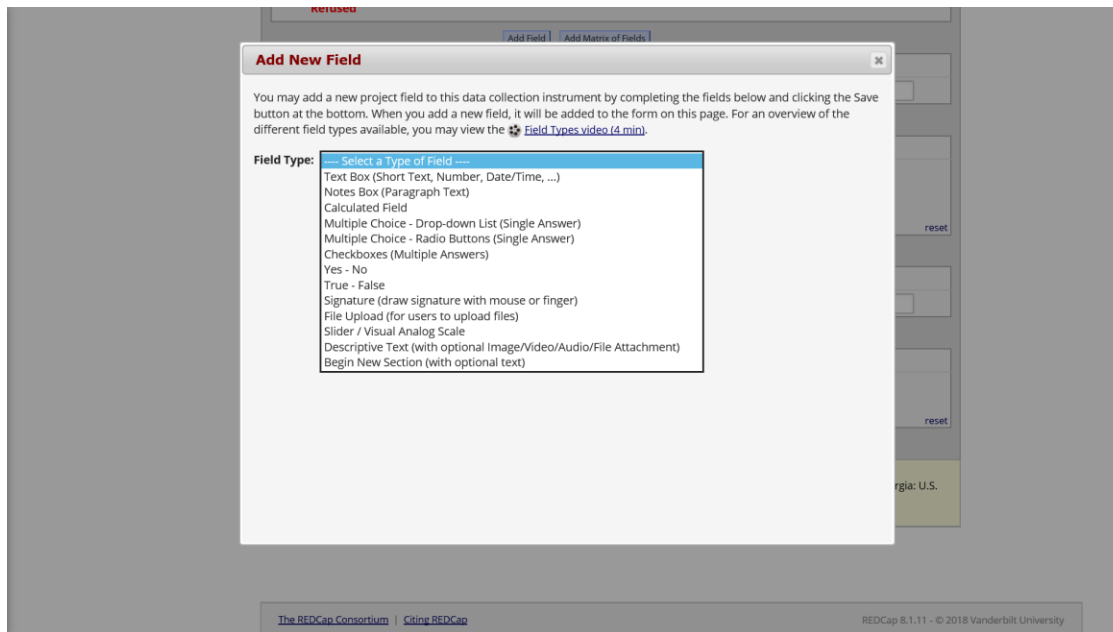 Refused
Add Field Add Matrix of Fields
Add New Field
You may add a new project field to this data collection instrument by completing the fields below and clicking the Save
button at the bottom. When you add a new field, it will be added to the form on this page. For an overview of the
different field types available, you may view the Field Types video (4 min).
Field Type: ---- Select a Type of Field ----
Text Box (Short Text, Number, Date/Time, ...)
Notes Box (Paragraph Text)
Calculated Field
Multiple Choice - Drop-down List (Single Answer)
Multiple Choice - Radio Buttons (Single Answer)
Checkboxes (Multiple Answers)
Yes - No
True - False
Signature (draw signature with mouse or finger)
File Upload (for users to upload files)
Slider / Visual Analog Scale
Descriptive Text (with optional Image/Video/Audio/File Attachment)
Begin New Section (with optional text)
reset
reset
rgia: U.S.
The REDCap Consortium | Citing REDCap
REDCap 8.1.11 - © 2018 Vanderbilt University